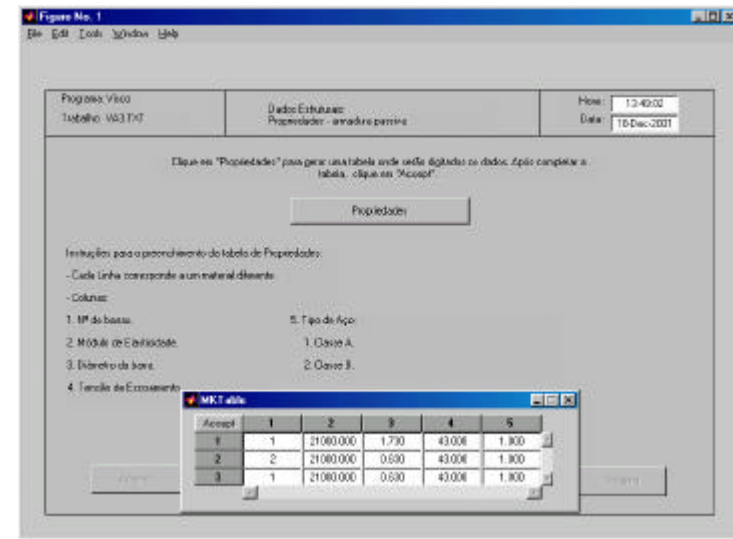 Figure No. 1
File Edit Tools Window Help
Programa: Visco
Trabalho: VA3.TXT
Dados Estruturais:
Propriedades - armadura passiva
Hora: 13:49:02
Data: 18-Dec-2001
Clique em "Propriedades" para gerar uma tabela onde serão digitados os dados. Após completar a
tabela, clique em "Accept".
Propriedades
Instruções para o preenchimento da tabela de Propriedades:
- Cada Linha corresponde a um material diferente.
- Colunas:
1. Nº de barras.
5. Tipo de Aço:
2. Módulo de Elasticidade.
1. Classe A.
3. Diâmetro da barra.
2. Classe B.
4. Tensão de Escoamento.
MKTable
Accept 1 2 3 4 5
1 21000.000 43.000 1.000
2 2 21000.000 0.630 43.000 1.000
3 1 21000.000 0.630 43.000 1.000